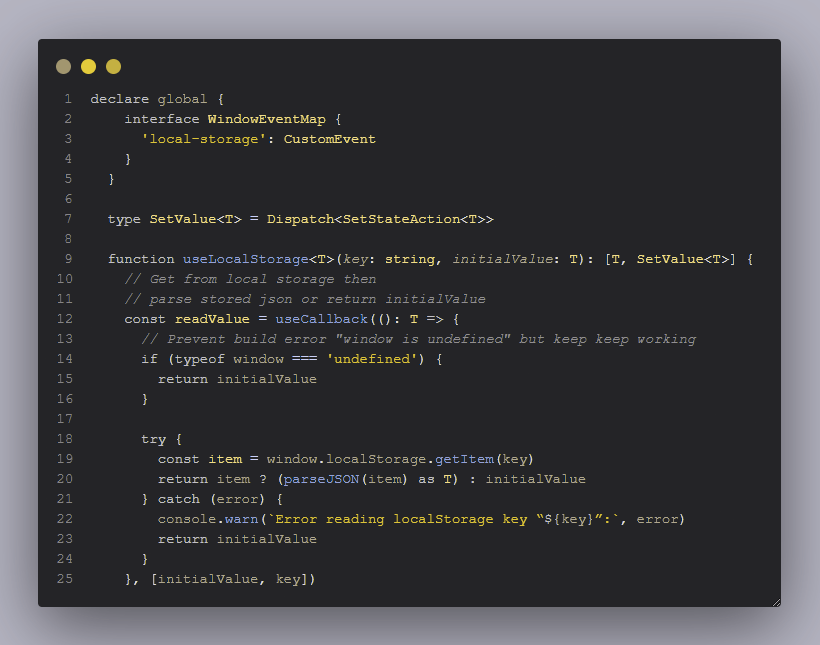 1 declare global {
2     interface WindowEventMap {
3       'local-storage': CustomEvent
4     }
5   }
6
7   type SetValue<T> = Dispatch<SetStateAction<T>>
8
9   function useLocalStorage<T>(key: string, initialValue: T): [T, SetValue<T>] {
10     // Get from local storage then
11     // parse stored json or return initialValue
12     const readValue = useCallback((): T => {
13       // Prevent build error "window is undefined" but keep keep working
14       if (typeof window === 'undefined') {
15         return initialValue
16       }
17
18       try {
19         const item = window.localStorage.getItem(key)
20         return item ? (parseJSON(item) as T) : initialValue
21       } catch (error) {
22         console.warn(`Error reading localStorage key “${key}”:`, error)
23         return initialValue
24       }
25     }, [initialValue, key])